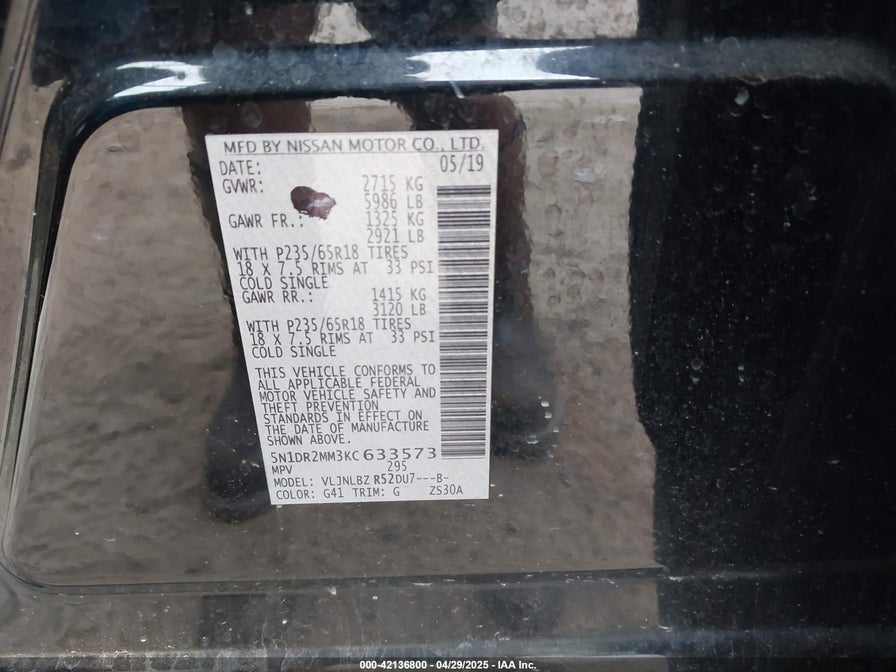 MFD BY NISSAN MOTOR CO., LTD.
DATE: 05/19
GVWR: 2715 KG
5986 LB
GAWR FR.: 1325 KG
2921 LB
WITH P235/65R18 TIRES
18 X 7.5 RIMS AT 33 PSI
COLD SINGLE
GAWR RR.: 1415 KG
3120 LB
WITH P235/65R18 TIRES
18 X 7.5 RIMS AT 33 PSI
COLD SINGLE
THIS VEHICLE CONFORMS TO
ALL APPLICABLE FEDERAL
MOTOR VEHICLE SAFETY AND
THEFT PREVENTION
STANDARDS IN EFFECT ON
THE DATE OF MANUFACTURE
SHOWN ABOVE.
5N1DR2MM3KC 633573
MPV 295
MODEL: VLJNLBZ R52DU7---B-
COLOR: G41 TRIM: G ZS30A
000-42136800 - 04/29/2025 - IAA Inc.